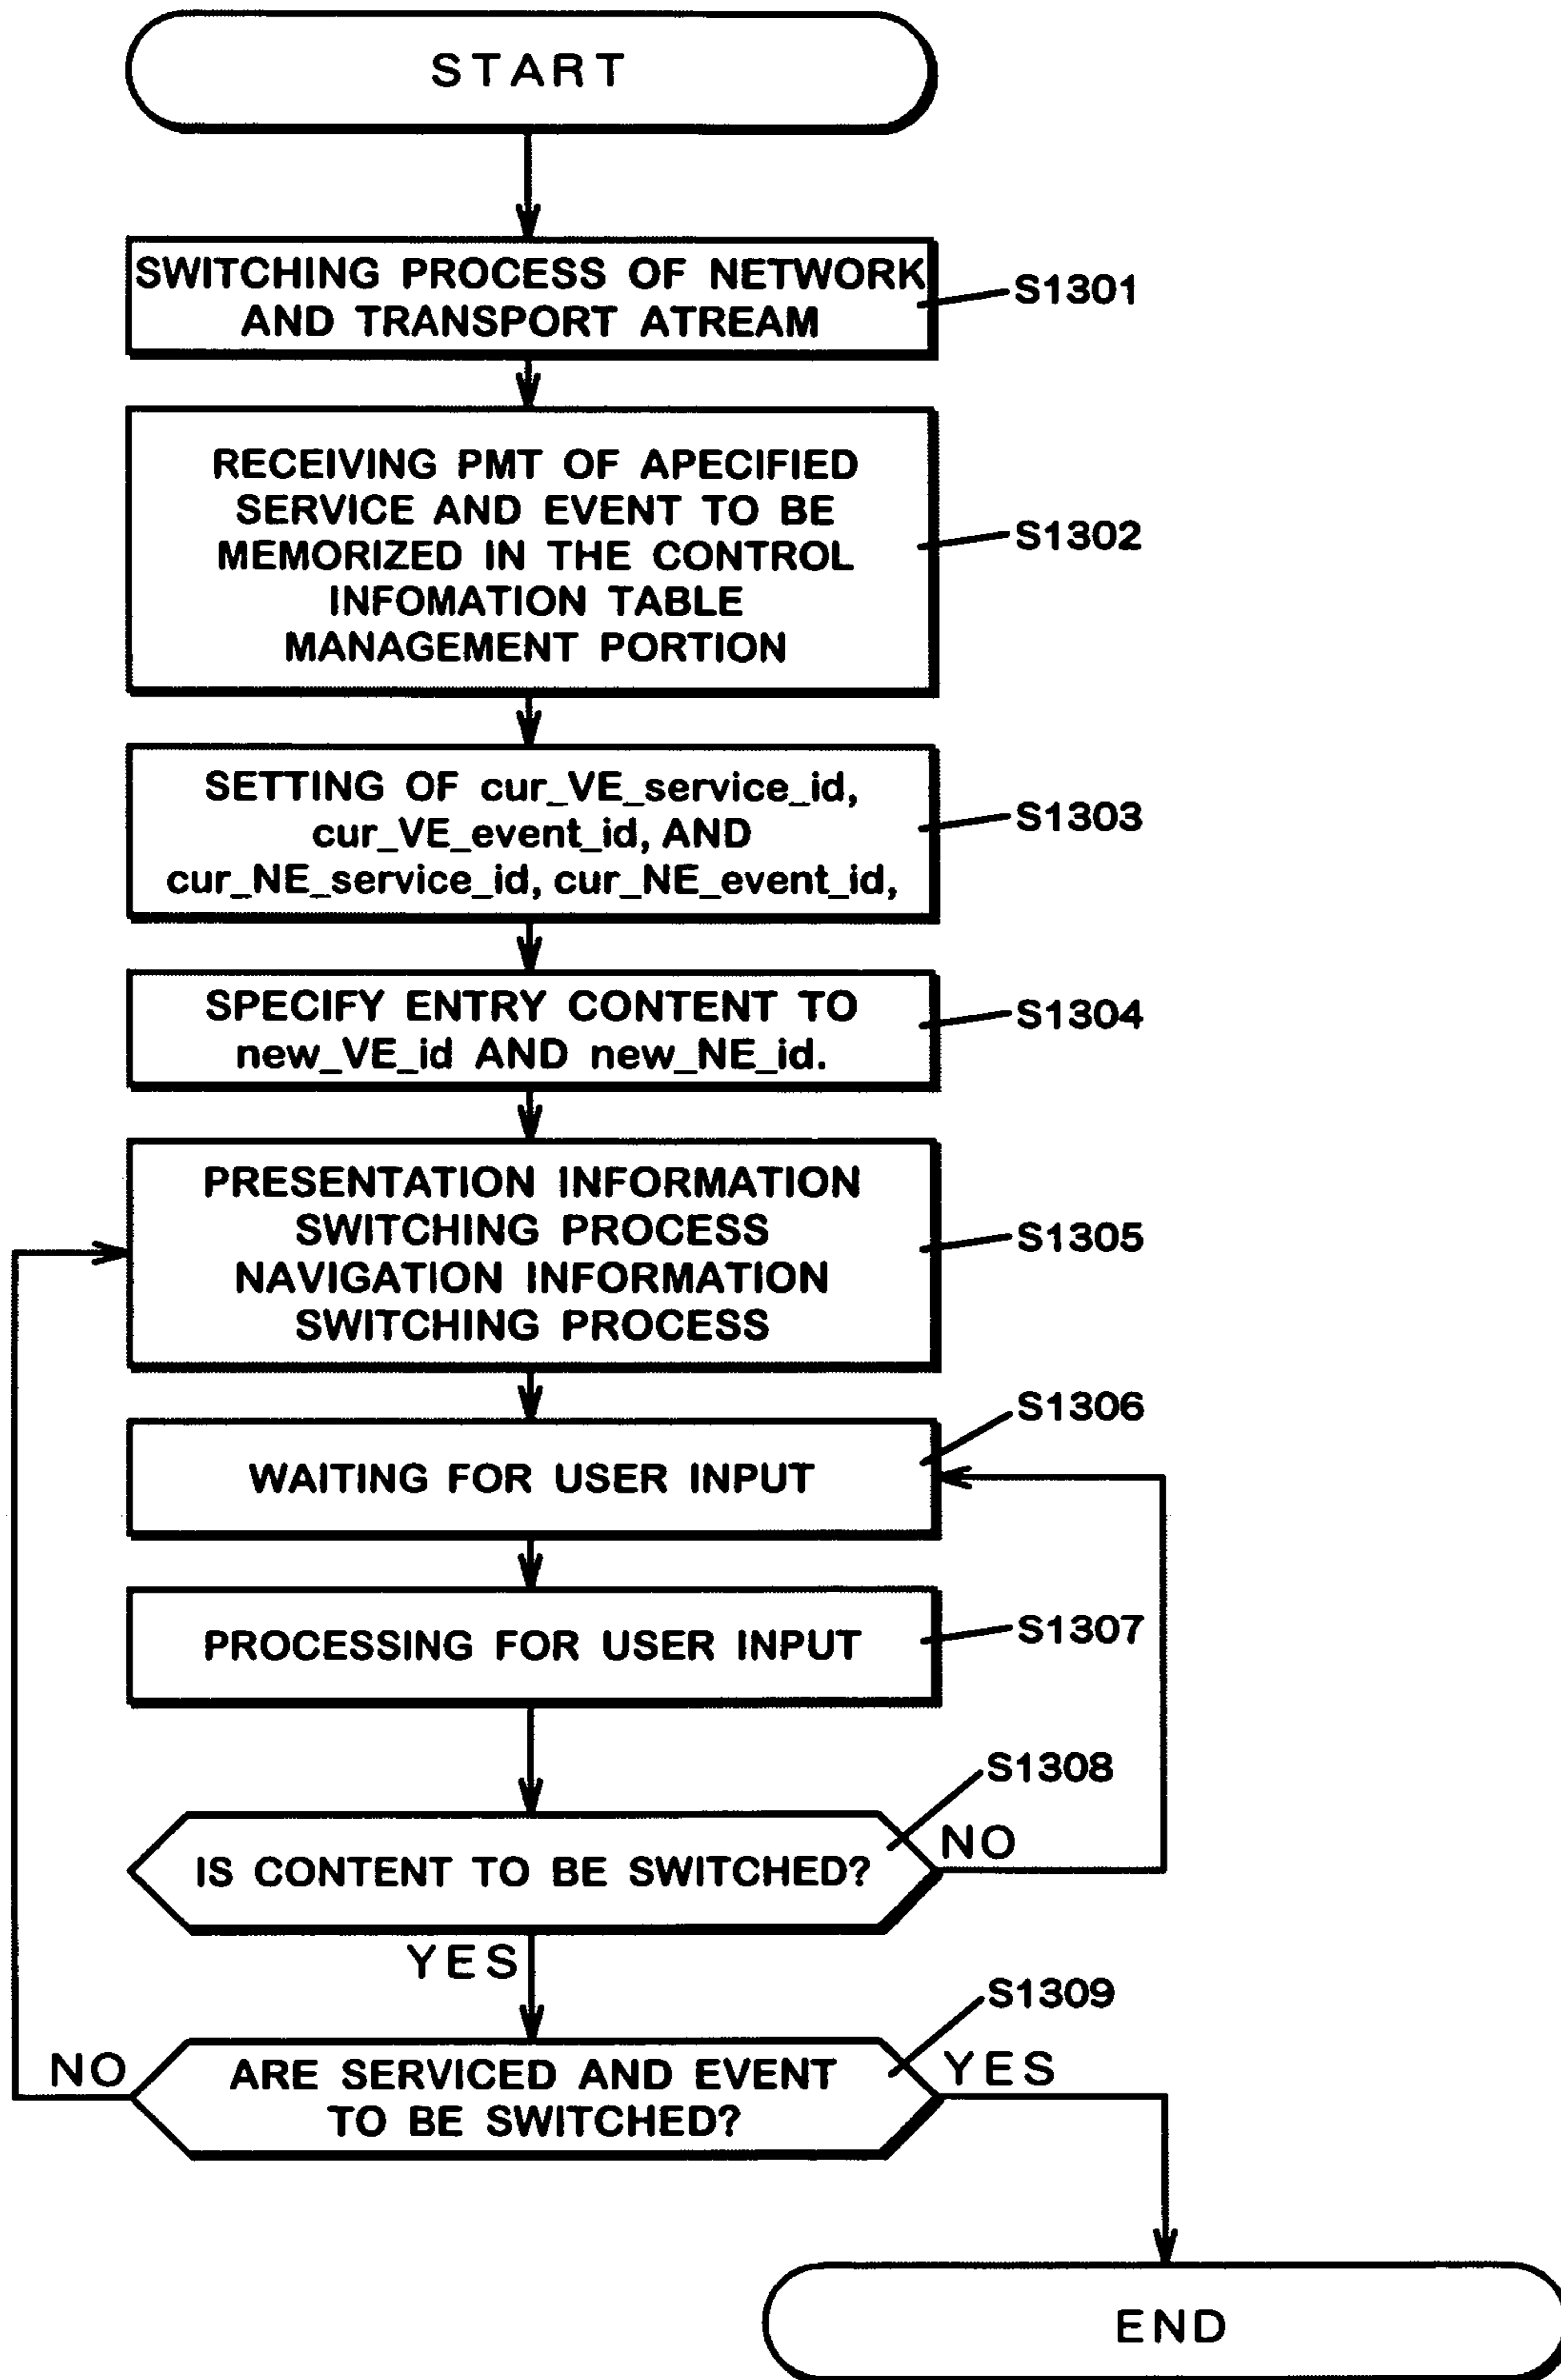 START
SWITCHING PROCESS OF NETWORK
AND TRANSPORT ATREAM
S1301
RECEIVING PMT OF APECIFIED
SERVICE AND EVENT TO BE
MEMORIZED IN THE CONTROL
INFOMATION TABLE
MANAGEMENT PORTION
S1302
SETTING OF cur_VE_service_id,
cur_VE_event_id, AND
cur_NE_service_id, cur_NE_event_id,
S1303
SPECIFY ENTRY CONTENT TO
new_VE_id AND new_NE_id.
S1304
PRESENTATION INFORMATION
SWITCHING PROCESS
NAVIGATION INFORMATION
SWITCHING PROCESS
S1305
WAITING FOR USER INPUT
S1306
PROCESSING FOR USER INPUT
S1307
IS CONTENT TO BE SWITCHED?
S1308
NO
YES
ARE SERVICED AND EVENT
TO BE SWITCHED?
S1309
NO
YES
END